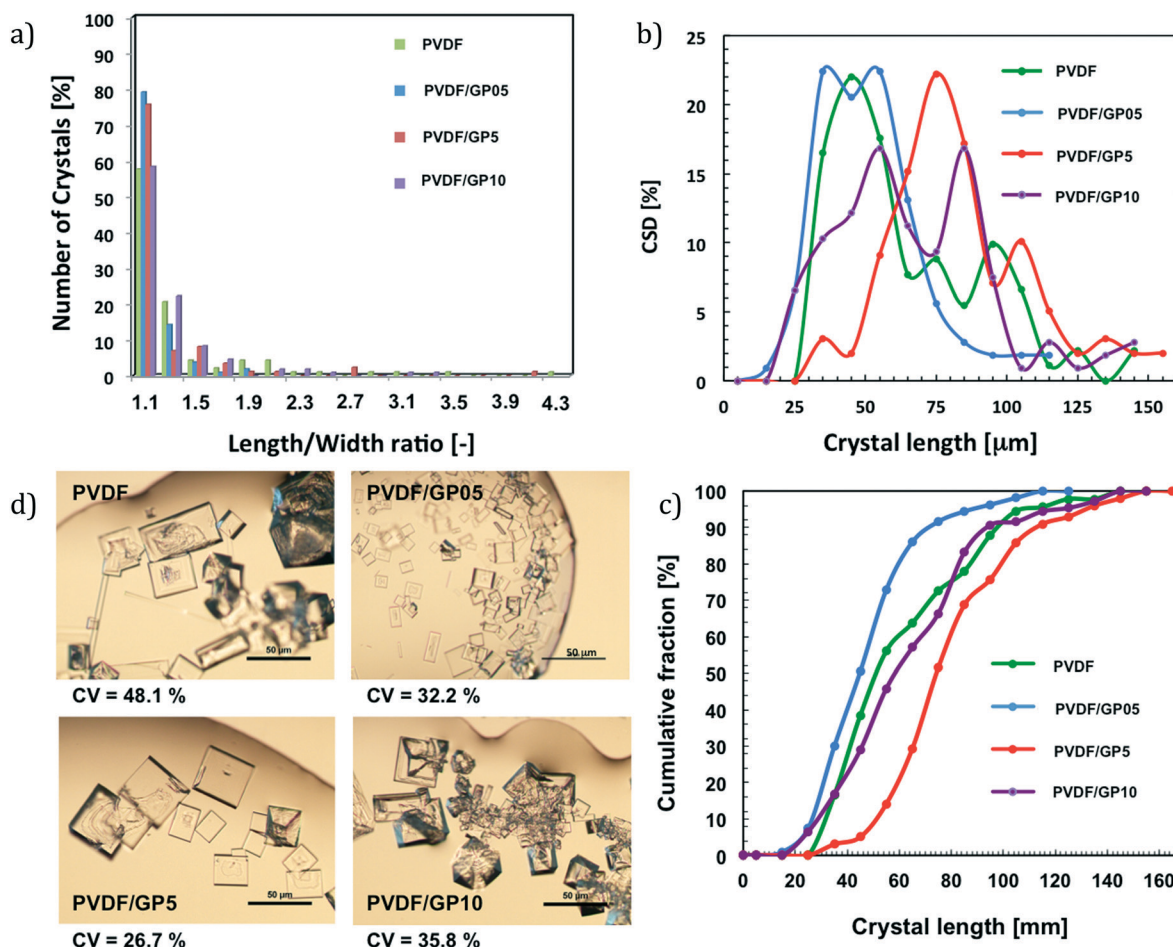 a)
Number of Crystals [%]
100
90
80
70
60
50
40
30
20
10
0
PVDF
PVDF/GP05
PVDF/GP5
PVDF/GP10
1.1 1.5 1.9 2.3 2.7 3.1 3.5 3.9 4.3
Length/Width ratio [-]
b)
CSD [%]
25
20
15
10
5
0
PVDF
PVDF/GP05
PVDF/GP5
PVDF/GP10
5 25 50 75 100 125 150
Crystal length [μm]
d)
PVDF
50 μm
CV = 48.1 %
PVDF/GP05
50 μm
CV = 32.2 %
PVDF/GP5
50 μm
CV = 26.7 %
PVDF/GP10
50 μm
CV = 35.8 %
c)
Cumulative fraction [%]
100
90
80
70
60
50
40
30
20
10
0
PVDF
PVDF/GP05
PVDF/GP5
PVDF/GP10
0 20 40 60 80 100 120 140 160
Crystal length [mm]